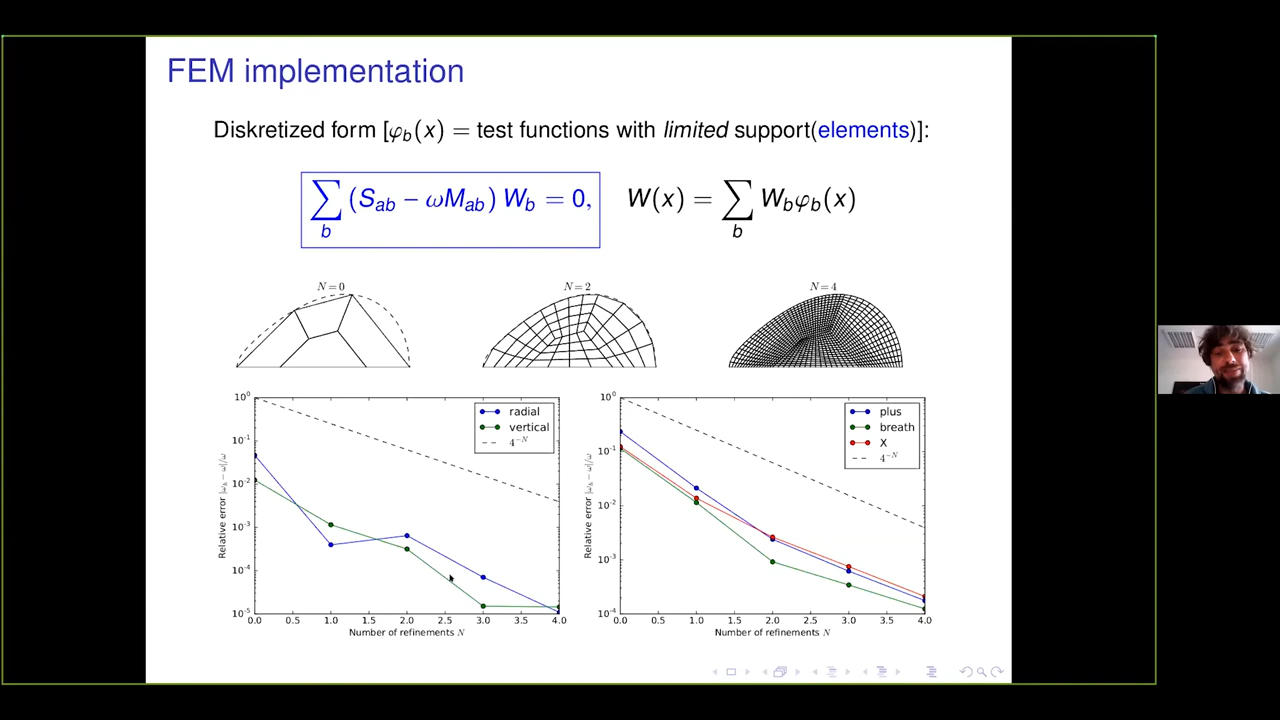 FEM implementation
Diskretized form [φ_b(x) = test functions with limited support(elements)]:
∑_b (S_ab − ωM_ab) W_b = 0, W(x) = ∑_b W_b φ_b(x)
N = 0 N = 2 N = 4
radial
vertical
4^−N
10^0
10^-1
10^-2
10^-3
10^-4
10^-5
Relative error |ω_h − ω|/ω
0.0 0.5 1.0 1.5 2.0 2.5 3.0 3.5 4.0
Number of refinements N
plus
breath
X
4^−N
10^0
10^-1
10^-2
10^-3
10^-4
Relative error |ω_h − ω|/ω
0.0 0.5 1.0 1.5 2.0 2.5 3.0 3.5 4.0
Number of refinements N